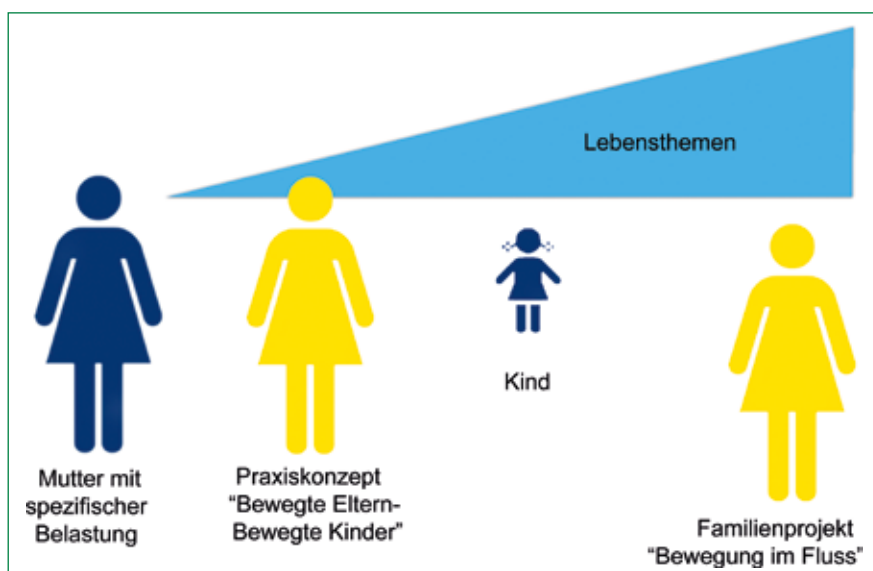 Lebensthemen
Mutter mit
spezifischer
Belastung
Praxiskonzept
“Bewegte Eltern-
Bewegte Kinder”
Kind
Familienprojekt
“Bewegung im Fluss”